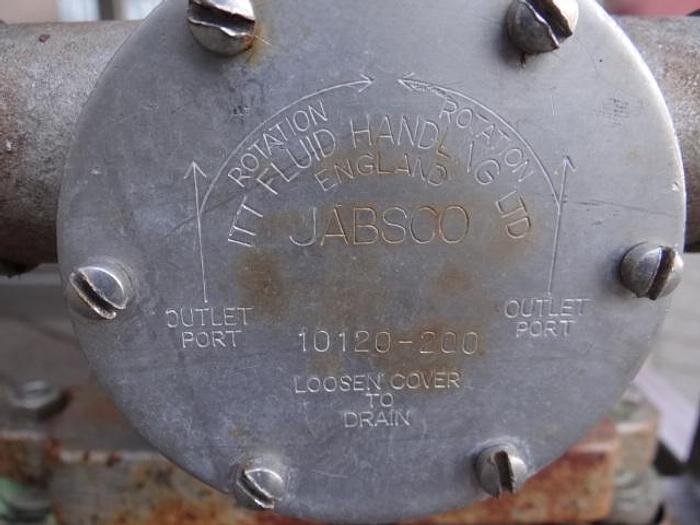 ROTATION
ROTATION
ITT FLUID HANDLING LTD
ENGLAND
JABSCO
OUTLET
PORT
OUTLET
PORT
10120-200
LOOSEN COVER
TO
DRAIN